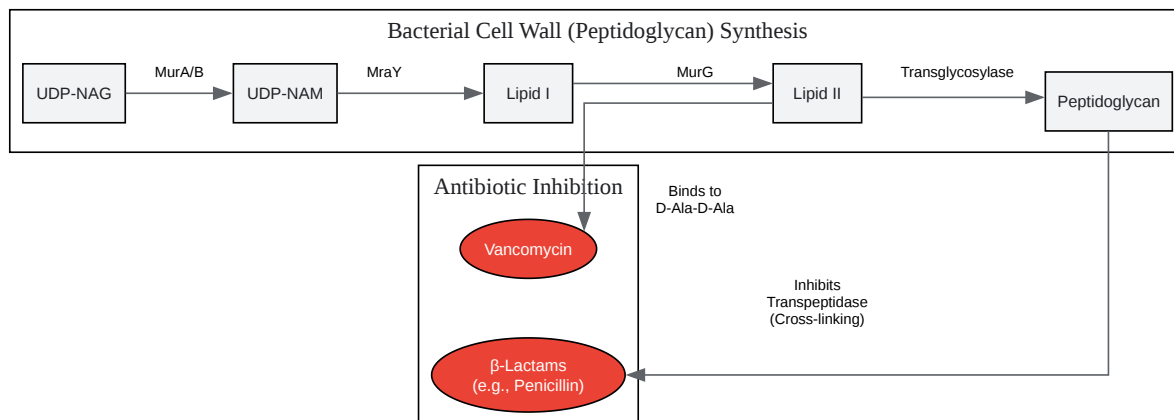 Bacterial Cell Wall (Peptidoglycan) Synthesis
MurA/B
MraY
MurG
Transglycosylase
UDP-NAG
UDP-NAM
Lipid I
Lipid II
Peptidoglycan
Antibiotic Inhibition
Binds to
D-Ala-D-Ala
Vancomycin
Inhibits
Transpeptidase
(Cross-linking)
β-Lactams
(e.g., Penicillin)